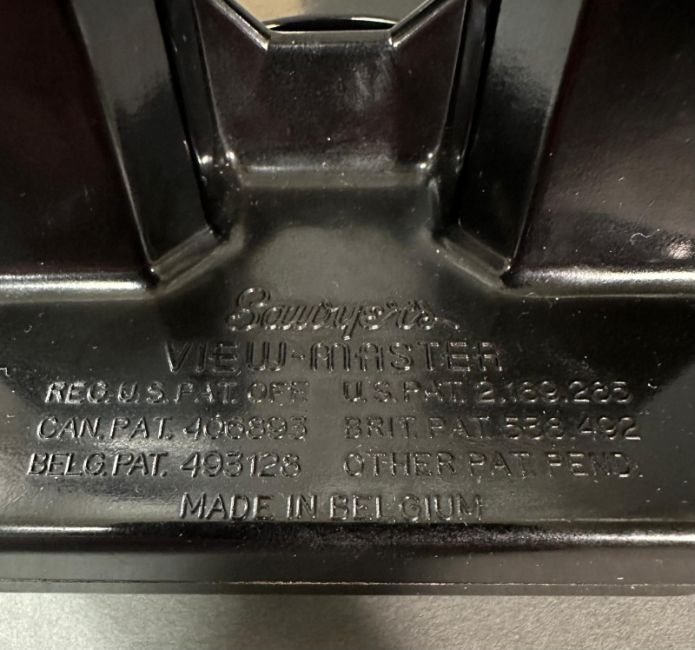 Sawyer's
VIEW-MASTER
REG. U.S. PAT. OFF. U.S. PAT. 2.189.285
CAN. PAT. 406893 BRIT. PAT. 538.492
BELG. PAT. 493128 OTHER PAT. PEND.
MADE IN BELGIUM